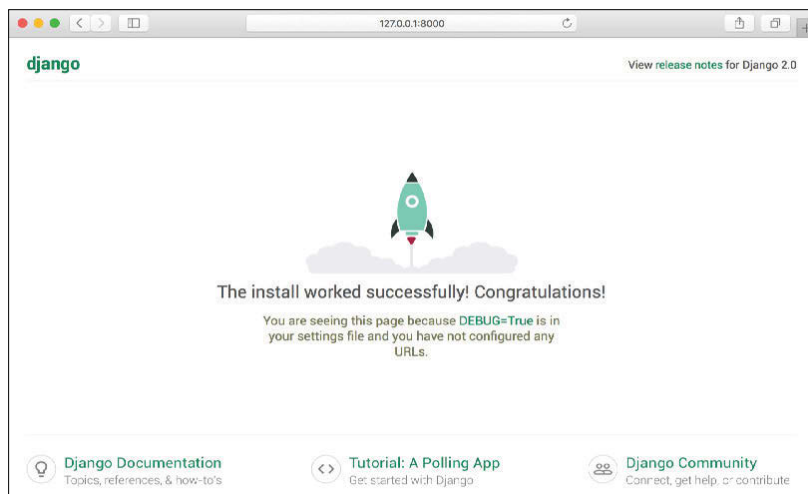 127.0.0.1:8000
django
View release notes for Django 2.0
The install worked successfully! Congratulations!
You are seeing this page because DEBUG=True is in
your settings file and you have not configured any
URLs.
Django Documentation
Topics, references, & how-to's
Tutorial: A Polling App
Get started with Django
Django Community
Connect, get help, or contribute